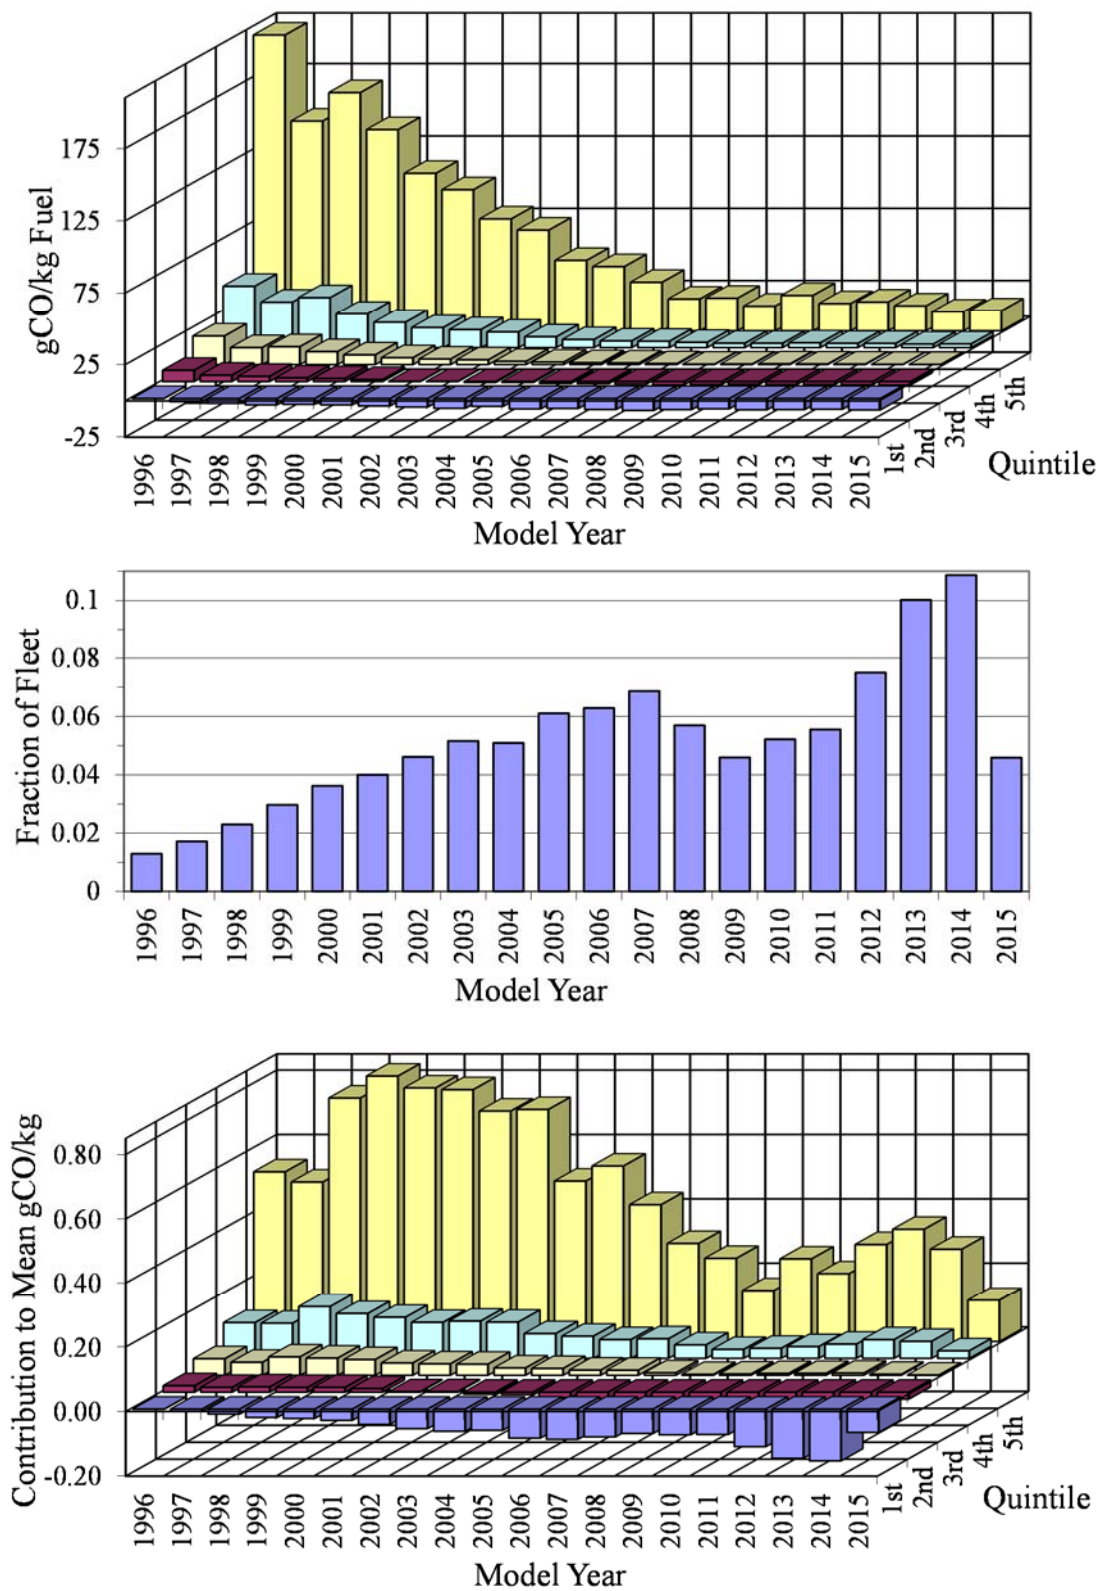 175
125
75
25
-25
gCO/kg Fuel
1996 1997 1998 1999 2000 2001 2002 2003 2004 2005 2006 2007 2008 2009 2010 2011 2012 2013 2014 2015
1st 2nd 3rd 4th 5th
Quintile
Model Year
0.1
0.08
0.06
0.04
0.02
0
Fraction of Fleet
1996 1997 1998 1999 2000 2001 2002 2003 2004 2005 2006 2007 2008 2009 2010 2011 2012 2013 2014 2015
Model Year
0.80
0.60
0.40
0.20
0.00
-0.20
Contribution to Mean gCO/kg
1996 1997 1998 1999 2000 2001 2002 2003 2004 2005 2006 2007 2008 2009 2010 2011 2012 2013 2014 2015
1st 2nd 3rd 4th 5th
Quintile
Model Year